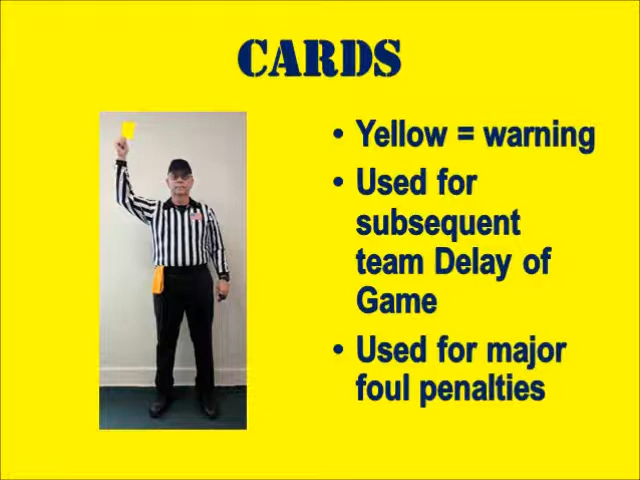 CARDS
• Yellow = warning
• Used for
subsequent
team Delay of
Game
• Used for major
foul penalties